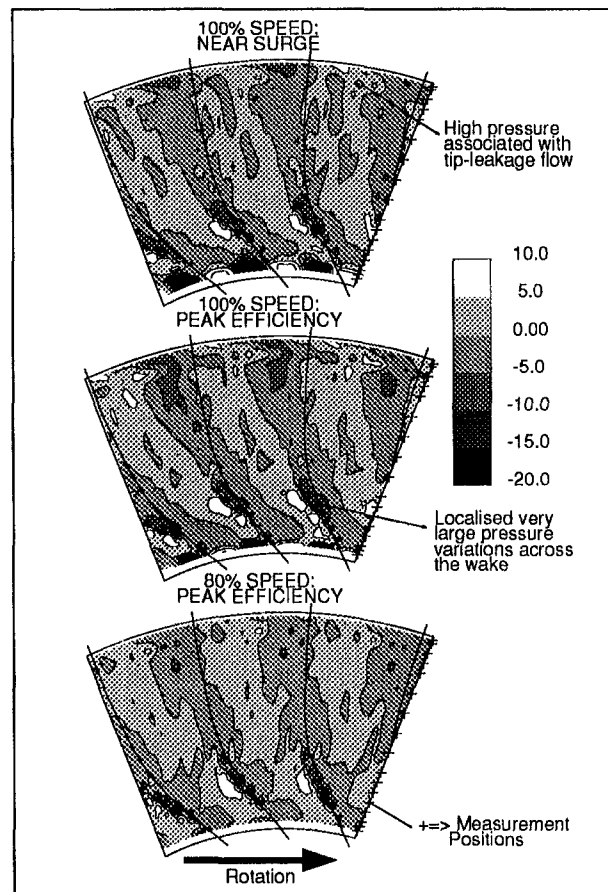 100% SPEED:
NEAR SURGE
High pressure
associated with
tip-leakage flow
10.0
5.0
0.00
-5.0
-10.0
-15.0
-20.0
100% SPEED:
PEAK EFFICIENCY
Localised very
large pressure
variations across
the wake
80% SPEED:
PEAK EFFICIENCY
+=> Measurement
Positions
Rotation